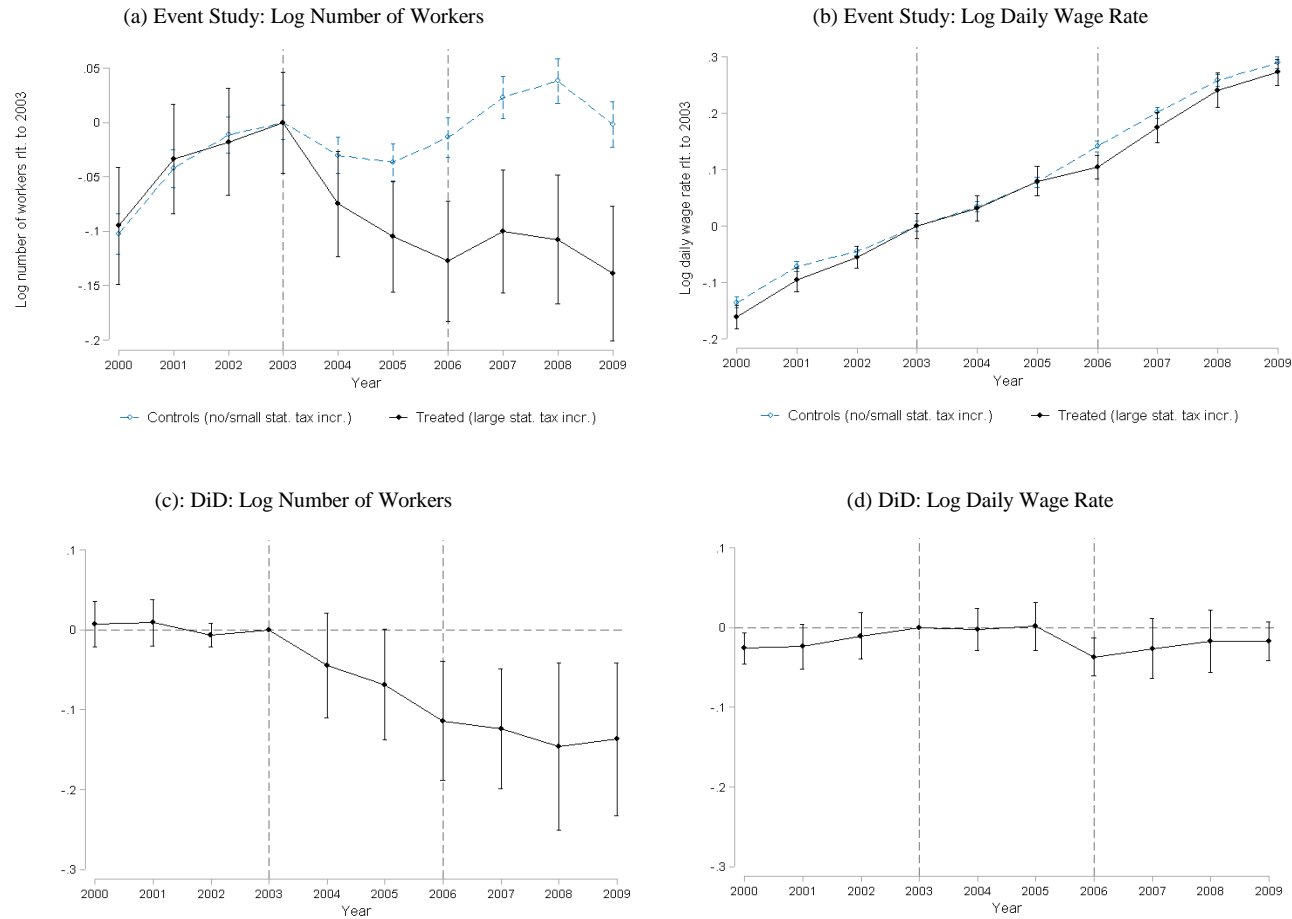 (a) Event Study: Log Number of Workers
Log number of workers rlt. to 2003
.05
0
-.05
-.1
-.15
-.2
2000 2001 2002 2003 2004 2005 2006 2007 2008 2009
Year
Controls (no/small stat. tax incr.) Treated (large stat. tax incr.)
(b) Event Study: Log Daily Wage Rate
Log daily wage rate rlt. to 2003
.3
.2
.1
0
-.1
-.2
2000 2001 2002 2003 2004 2005 2006 2007 2008 2009
Year
Controls (no/small stat. tax incr.) Treated (large stat. tax incr.)
(c): DiD: Log Number of Workers
.1
0
-.1
-.2
-.3
2000 2001 2002 2003 2004 2005 2006 2007 2008 2009
Year
(d) DiD: Log Daily Wage Rate
.1
0
-.1
-.2
-.3
2000 2001 2002 2003 2004 2005 2006 2007 2008 2009
Year